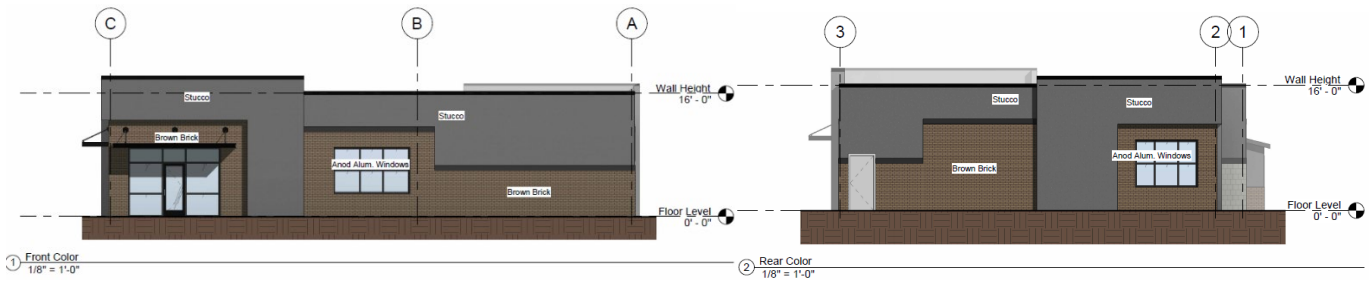 C
B
A
Wall Height
16' - 0"
Stucco
Stucco
Brown Brick
Anod Alum. Windows
Brown Brick
Floor Level
0' - 0"
1
Front Color
1/8" = 1'-0"
3
2
1
Wall Height
16' - 0"
Stucco
Stucco
Anod Alum. Windows
Brown Brick
Floor Level
0' - 0"
2
Rear Color
1/8" = 1'-0"